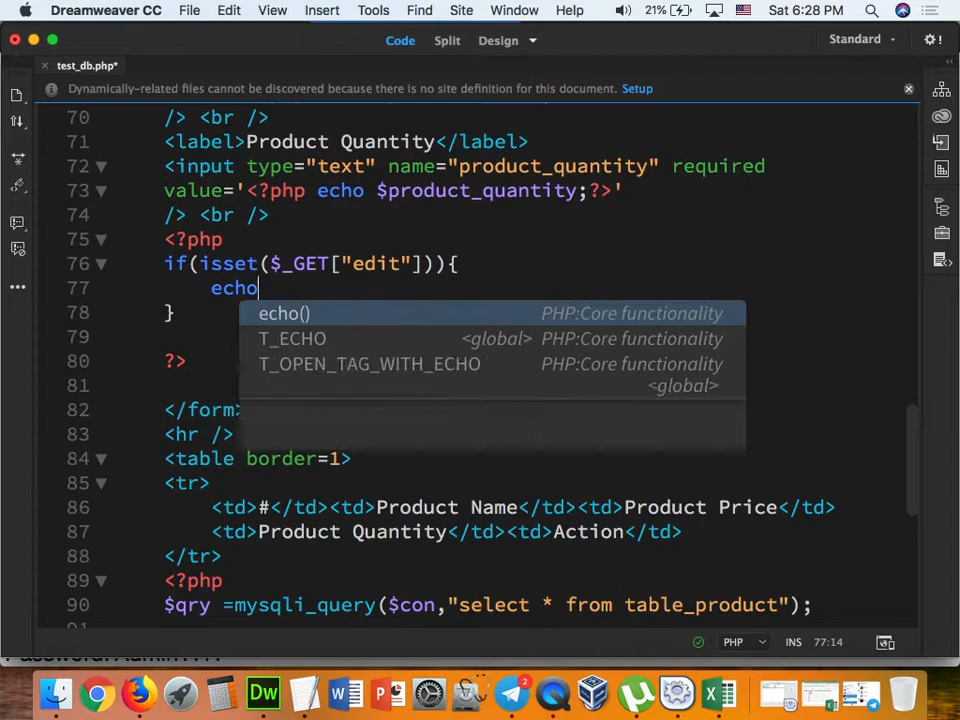 Dreamweaver CC File Edit View Insert Format Tools Find Site Window Help 21% Sat 6:28 PM
Code Split Design Standard
test_db.php*
Dynamically-related files cannot be discovered because there is no site definition for this document. Setup
70 /> <br />
71 <label>Product Quantity</label>
72 <input type="text" name="product_quantity" required
73 value='<?php echo $product_quantity;?>'
74 /> <br />
75 <?php
76 if(isset($_GET["edit"])){
77 echo
echo() PHP:Core functionality
78 }
T_ECHO <global> PHP:Core functionality
79
80 ?>
T_OPEN_TAG_WITH_ECHO PHP:Core functionality
<global>
81
82 </form>
83 <hr />
84 <table border=1>
85 <tr>
86 <td>#</td><td>Product Name</td><td>Product Price</td>
87 <td>Product Quantity</td><td>Action</td>
88 </tr>
89 <?php
90 $qry =mysqli_query($con,"select * from table_product");
PHP INS 77:14
Dw 2